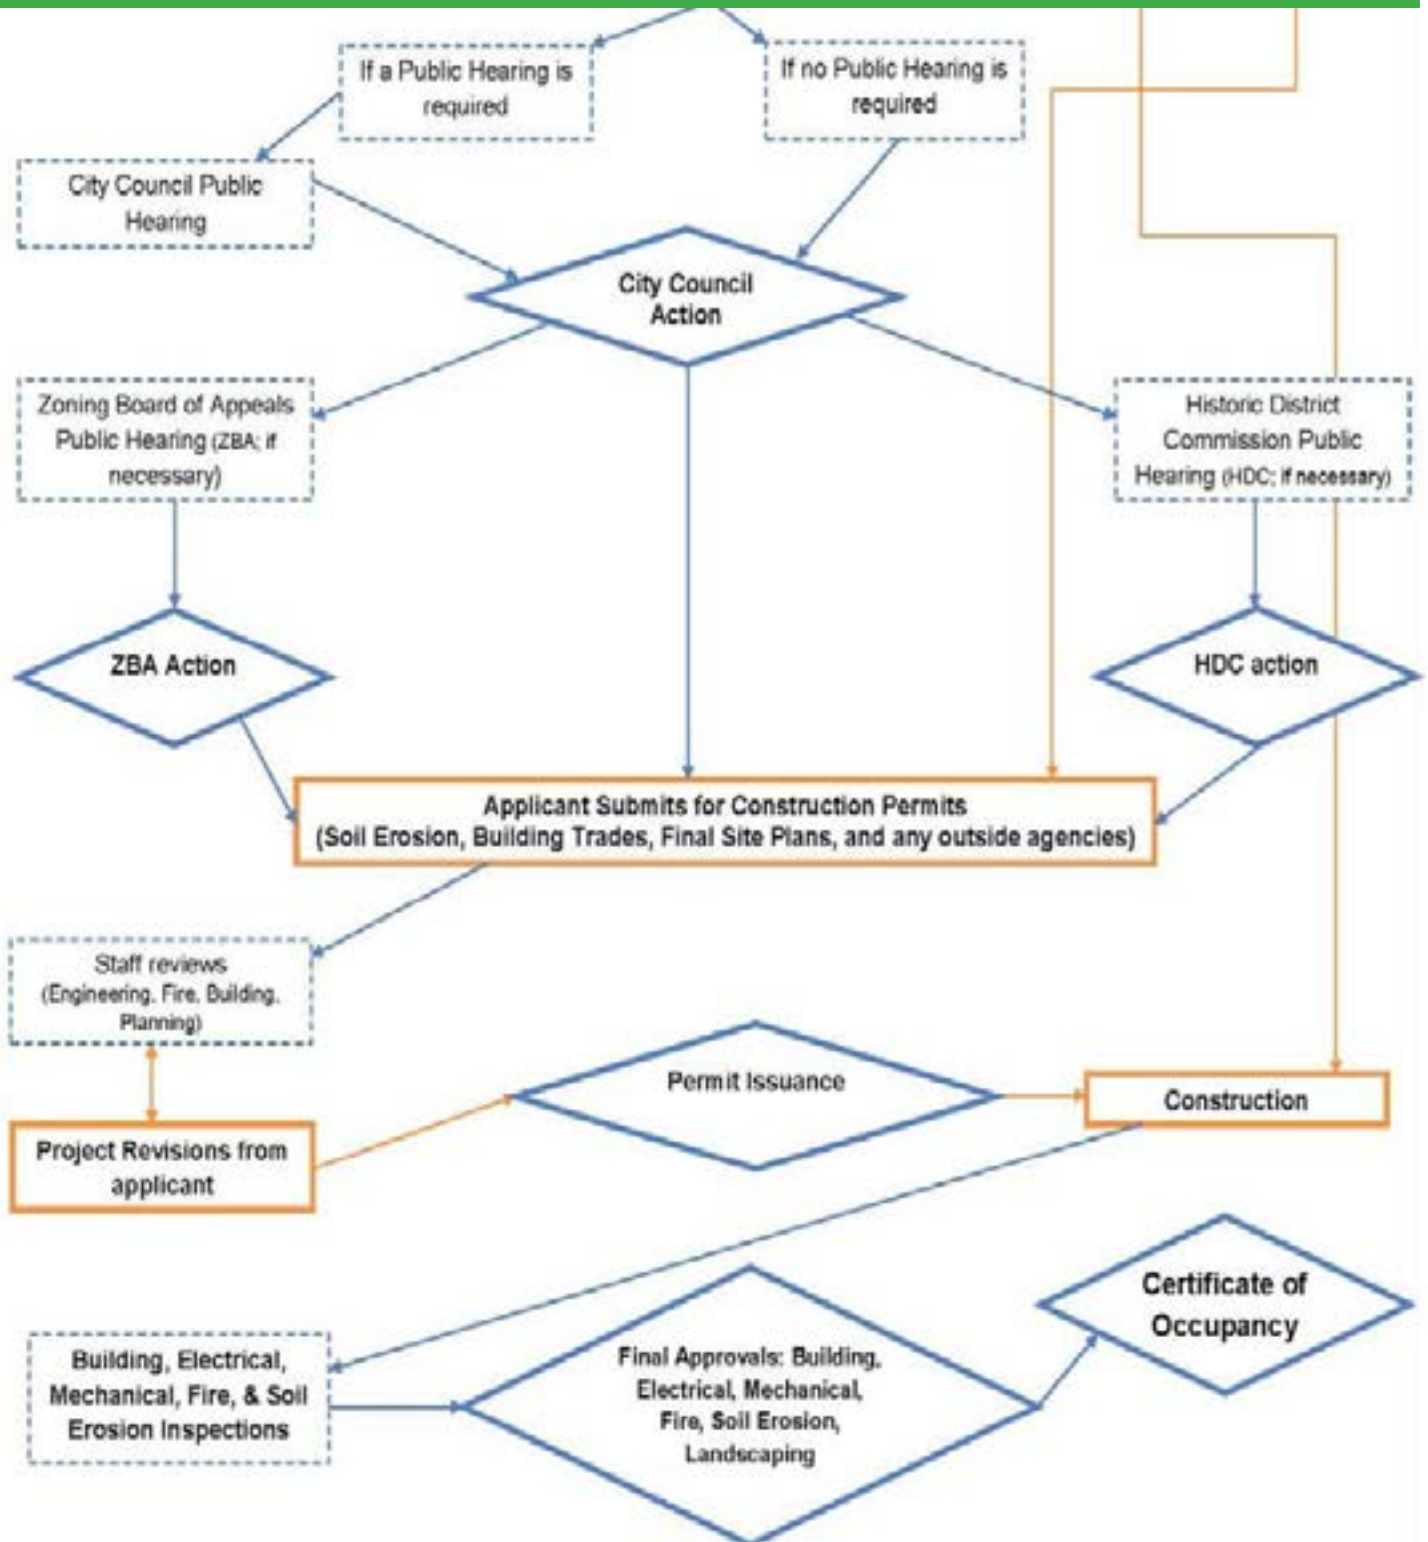 If a Public Hearing is
required
If no Public Hearing is
required
City Council Public
Hearing
City Council
Action
Zoning Board of Appeals
Public Hearing (ZBA; if
necessary)
Historic District
Commission Public
Hearing (HDC; if necessary)
ZBA Action
HDC action
Applicant Submits for Construction Permits
(Soil Erosion, Building Trades, Final Site Plans, and any outside agencies)
Staff reviews
(Engineering, Fire, Building,
Planning)
Permit Issuance
Construction
Project Revisions from
applicant
Certificate of
Occupancy
Building, Electrical,
Mechanical, Fire, & Soil
Erosion Inspections
Final Approvals: Building,
Electrical, Mechanical,
Fire, Soil Erosion,
Landscaping